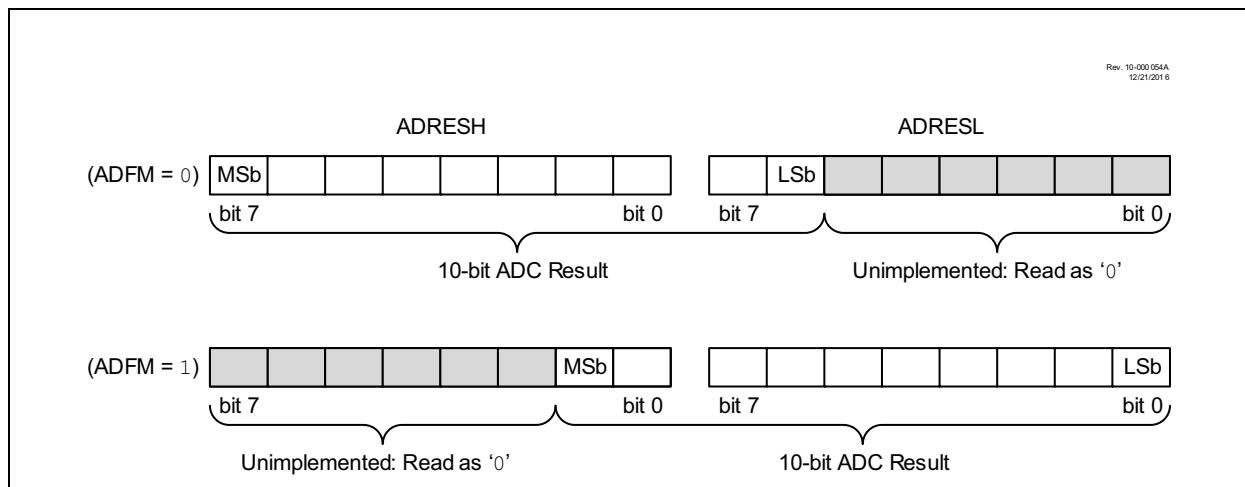 Rev. 10-000 054A
12/21/201 6
ADRESH ADRESL
(ADFM = 0) MSb LSb
bit 7 bit 0 bit 7 bit 0
10-bit ADC Result Unimplemented: Read as ‘0’
(ADFM = 1) MSb LSb
bit 7 bit 0 bit 7 bit 0
Unimplemented: Read as ‘0’ 10-bit ADC Result